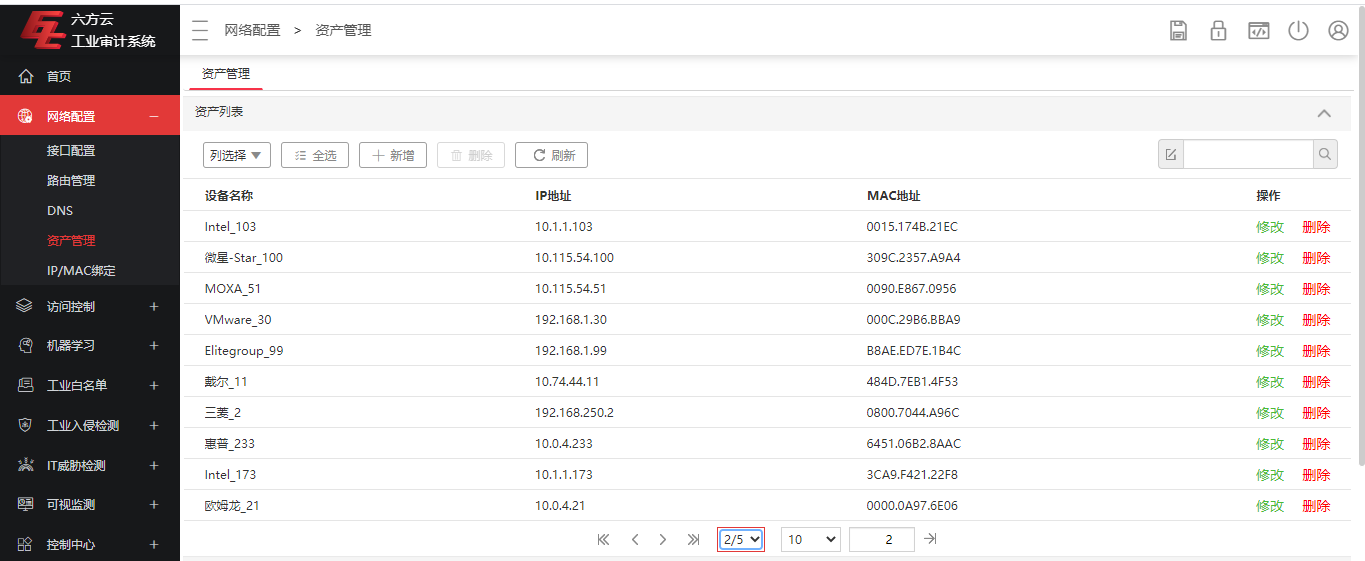 六方云
工业审计系统
网络配置 > 资产管理
首页
网络配置
接口配置
路由管理
DNS
资产管理
IP/MAC绑定
访问控制
机器学习
工业白名单
工业入侵检测
IT威胁检测
可视监测
控制中心
资产管理
资产列表
列选择 全选 新增 删除 刷新
设备名称 IP地址 MAC地址 操作
Intel_103 10.1.1.103 0015.174B.21EC 修改 删除
微星-Star_100 10.115.54.100 309C.2357.A9A4 修改 删除
MOXA_51 10.115.54.51 0090.E867.0956 修改 删除
VMware_30 192.168.1.30 000C.29B6.BBA9 修改 删除
Elitegroup_99 192.168.1.99 B8AE.ED7E.1B4C 修改 删除
戴尔_11 10.74.44.11 484D.7EB1.4F53 修改 删除
三菱_2 192.168.250.2 0800.7044.A96C 修改 删除
惠普_233 10.0.4.233 6451.06B2.8AAC 修改 删除
Intel_173 10.1.1.173 3CA9.F421.22F8 修改 删除
欧姆龙_21 10.0.4.21 0000.0A97.6E06 修改 删除
2/5 10 2